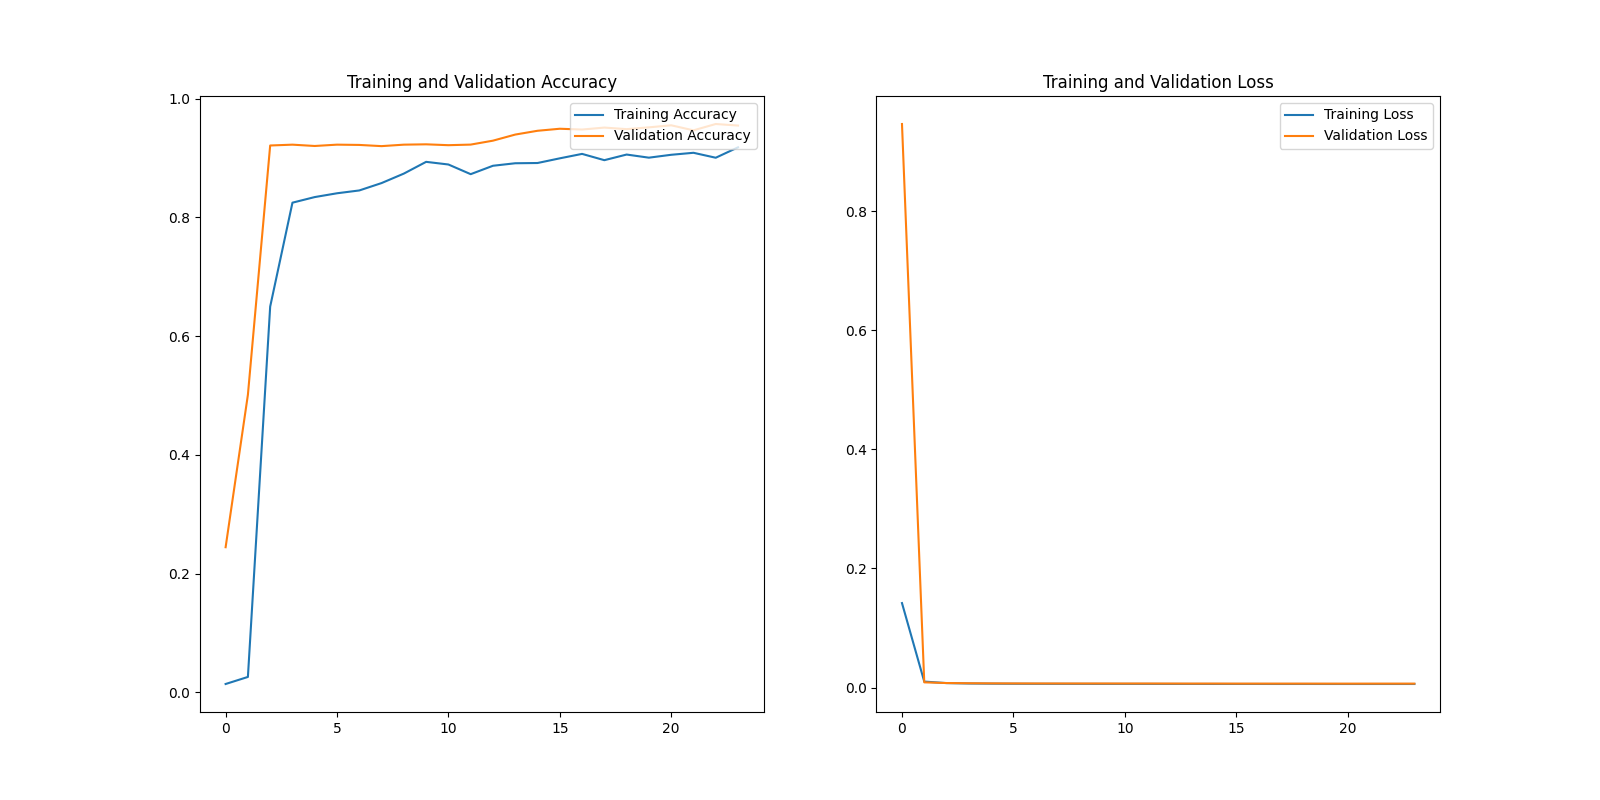 Training and Validation Accuracy
Training Accuracy
Validation Accuracy
1.0
0.8
0.6
0.4
0.2
0.0
0 5 10 15 20
Training and Validation Loss
Training Loss
Validation Loss
0.8
0.6
0.4
0.2
0.0
0 5 10 15 20